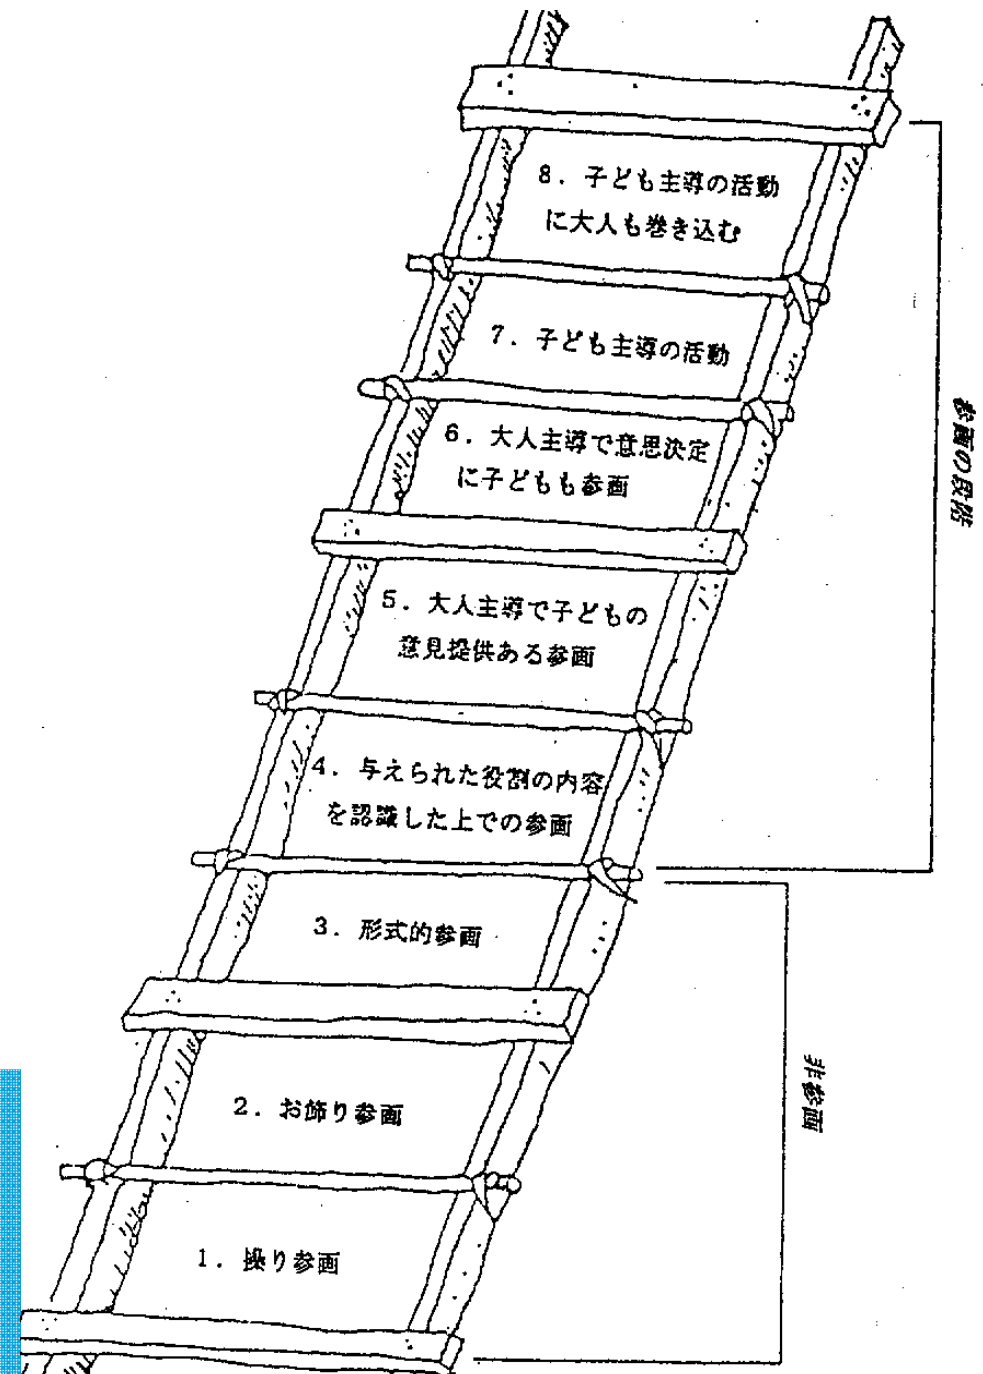 8. 子ども主導の活動
に大人も巻き込む
7. 子ども主導の活動
6. 大人主導で意思決定
に子どもも参画
5. 大人主導で子どもの
意見提供ある参画
4. 与えられた役割の内容
を認識した上での参画
3. 形式的参画
2. お飾り参画
1. 操り参画
参画の段階
非参画